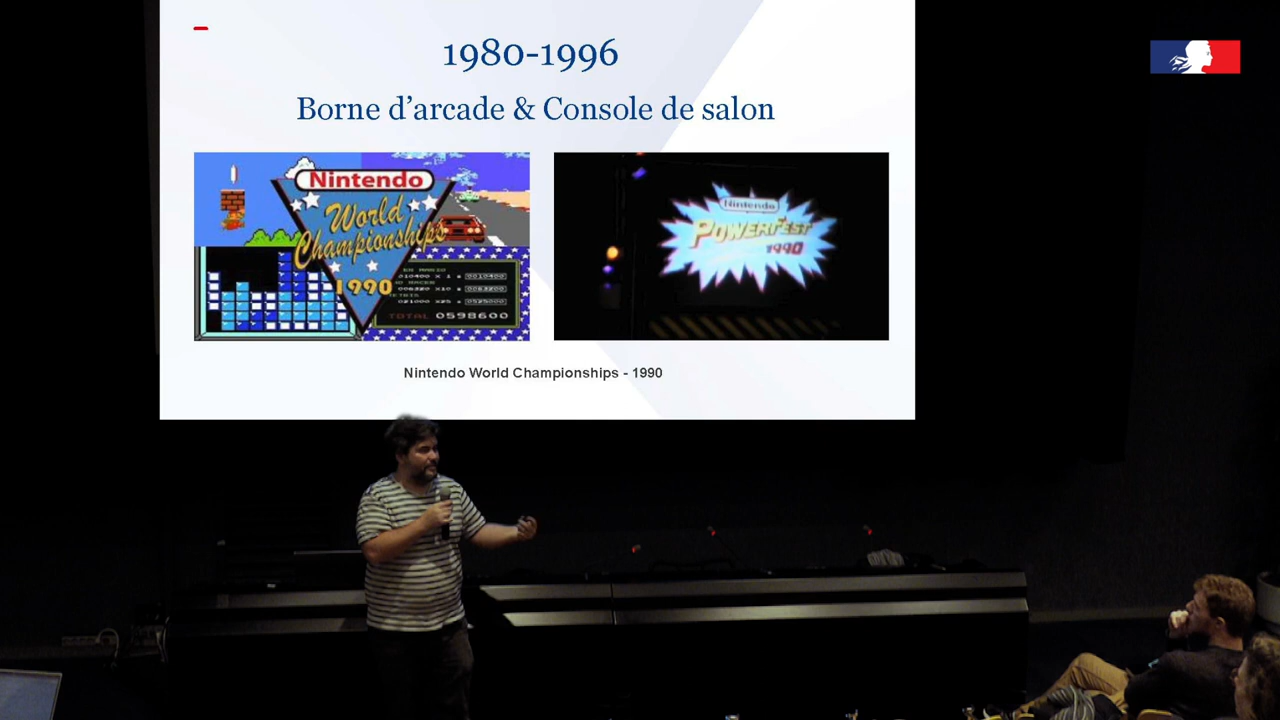 1980-1996
Borne d’arcade & Console de salon
Nintendo
World
Championships
1990
TOTAL 0598600
Nintendo
PowerFest
1990
Nintendo World Championships - 1990